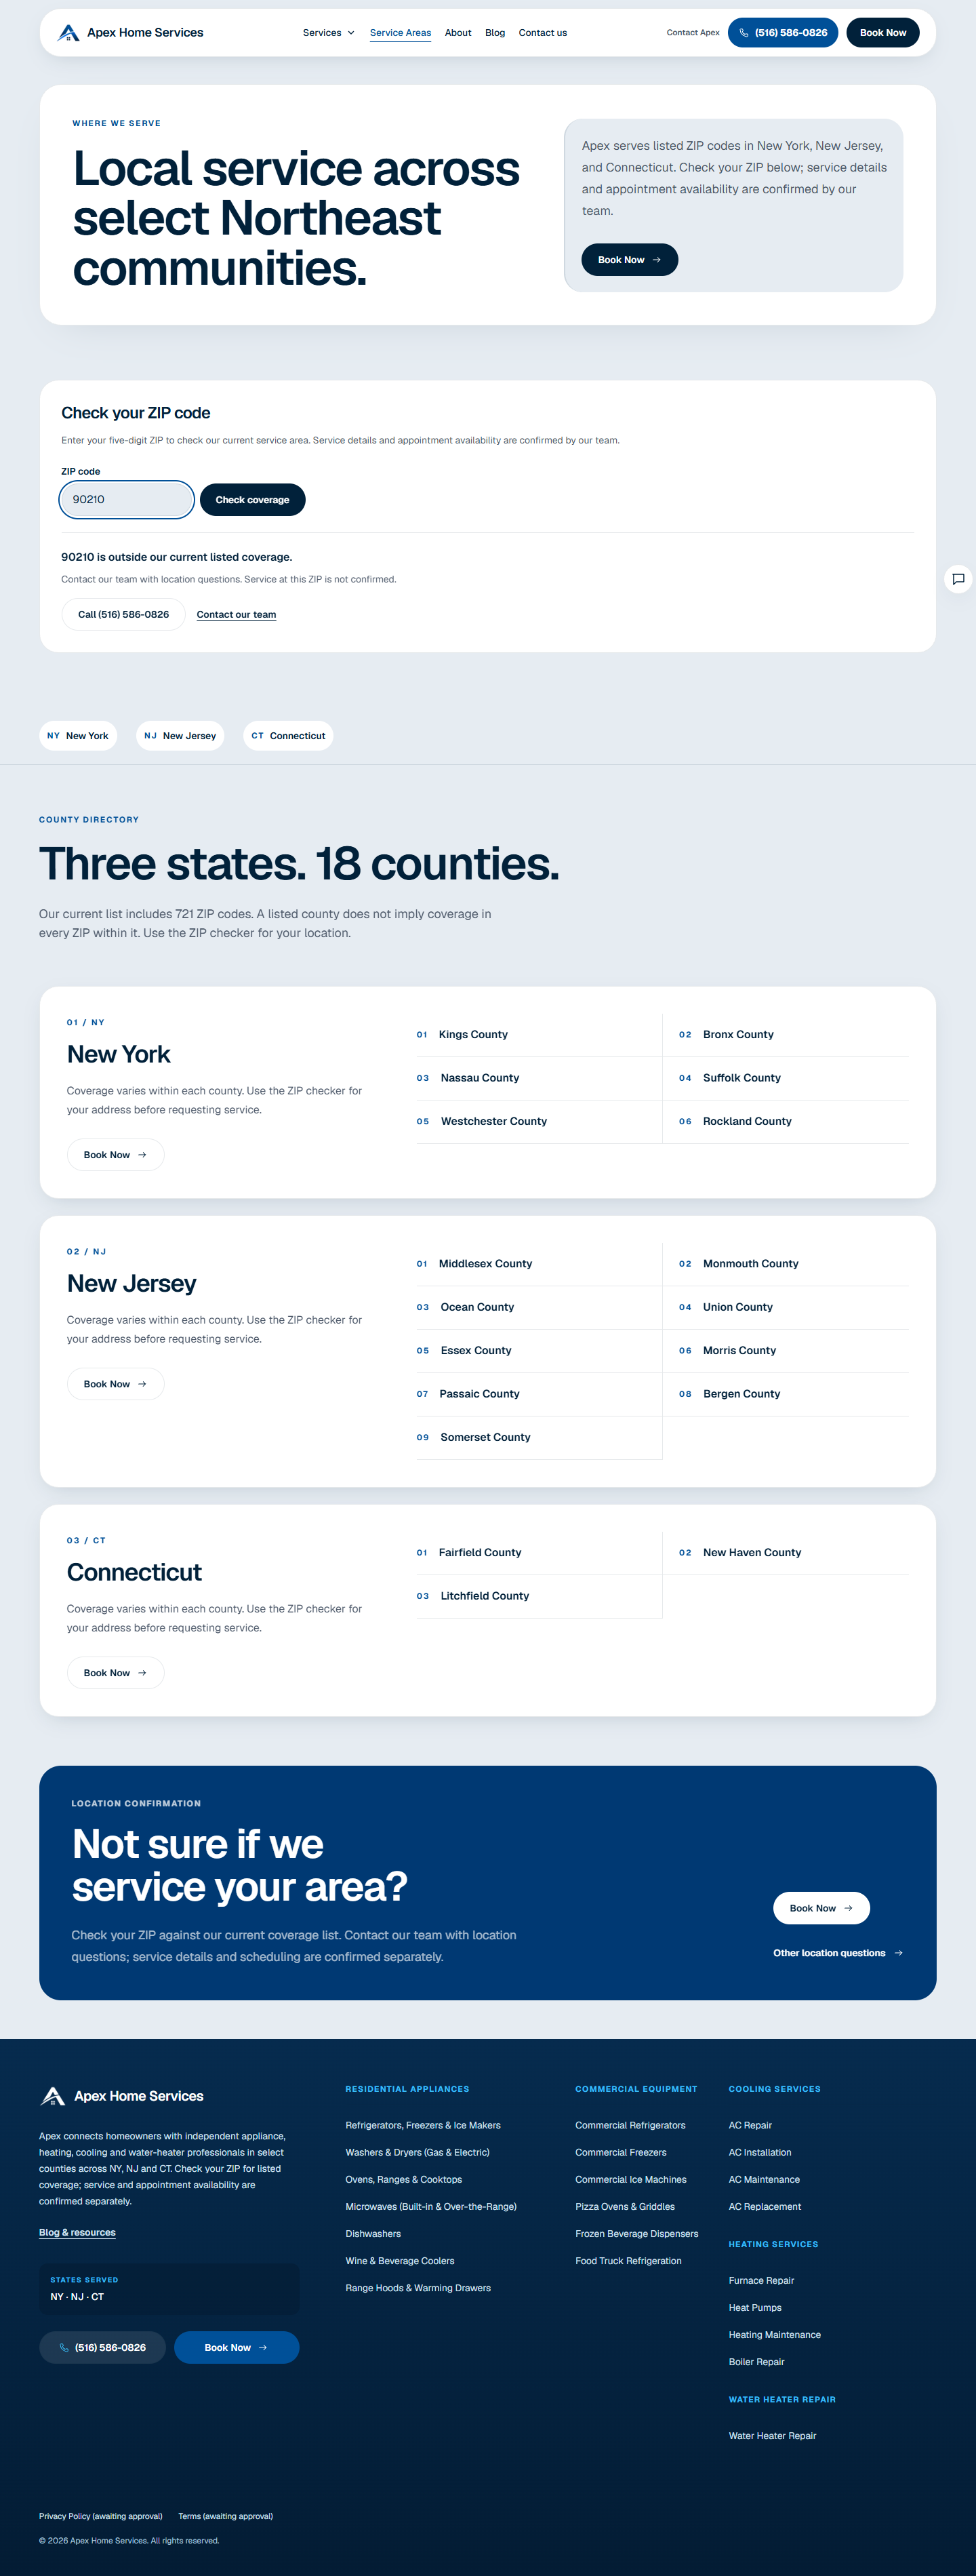 Apex Home Services
Services
Service Areas
About
Blog
Contact us
Contact Apex
(516) 586-0826
Book Now
WHERE WE SERVE
Local service across
select Northeast
communities.
Apex serves listed ZIP codes in New York, New Jersey,
and Connecticut. Check your ZIP below; service details
and appointment availability are confirmed by our
team.
Book Now
Check your ZIP code
Enter your five-digit ZIP to check our current service area. Service details and appointment availability are confirmed by our team.
ZIP code
90210
Check coverage
90210 is outside our current listed coverage.
Contact our team with location questions. Service at this ZIP is not confirmed.
Call (516) 586-0826
Contact our team
NY New York
NJ New Jersey
CT Connecticut
COUNTY DIRECTORY
Three states. 18 counties.
Our current list includes 721 ZIP codes. A listed county does not imply coverage in
every ZIP within it. Use the ZIP checker for your location.
01 / NY
New York
Coverage varies within each county. Use the ZIP checker for
your address before requesting service.
Book Now
01 Kings County
02 Bronx County
03 Nassau County
04 Suffolk County
05 Westchester County
06 Rockland County
02 / NJ
New Jersey
Coverage varies within each county. Use the ZIP checker for
your address before requesting service.
Book Now
01 Middlesex County
02 Monmouth County
03 Ocean County
04 Union County
05 Essex County
06 Morris County
07 Passaic County
08 Bergen County
09 Somerset County
03 / CT
Connecticut
Coverage varies within each county. Use the ZIP checker for
your address before requesting service.
Book Now
01 Fairfield County
02 New Haven County
03 Litchfield County
LOCATION CONFIRMATION
Not sure if we
service your area?
Check your ZIP against our current coverage list. Contact our team with location
questions; service details and scheduling are confirmed separately.
Book Now
Other location questions
Apex Home Services
Apex connects homeowners with independent appliance,
heating, cooling and water-heater professionals in select
counties across NY, NJ and CT. Check your ZIP for listed
coverage; service and appointment availability are
confirmed separately.
Blog & resources
STATES SERVED
NY · NJ · CT
(516) 586-0826
Book Now
RESIDENTIAL APPLIANCES
Refrigerators, Freezers & Ice Makers
Washers & Dryers (Gas & Electric)
Ovens, Ranges & Cooktops
Microwaves (Built-in & Over-the-Range)
Dishwashers
Wine & Beverage Coolers
Range Hoods & Warming Drawers
COMMERCIAL EQUIPMENT
Commercial Refrigerators
Commercial Freezers
Commercial Ice Machines
Pizza Ovens & Griddles
Frozen Beverage Dispensers
Food Truck Refrigeration
COOLING SERVICES
AC Repair
AC Installation
AC Maintenance
AC Replacement
HEATING SERVICES
Furnace Repair
Heat Pumps
Heating Maintenance
Boiler Repair
WATER HEATER REPAIR
Water Heater Repair
Privacy Policy (awaiting approval)
Terms (awaiting approval)
© 2026 Apex Home Services. All rights reserved.